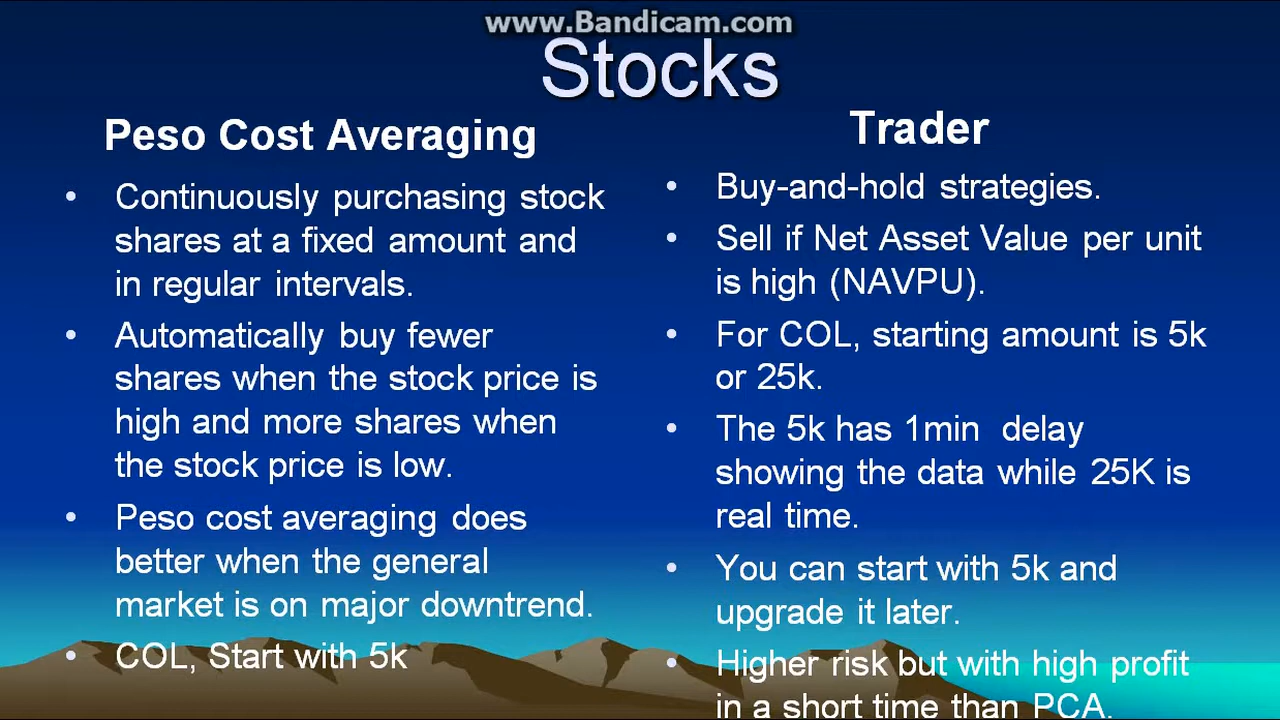 www.Bandicam.com
Stocks
Peso Cost Averaging
• Continuously purchasing stock
shares at a fixed amount and
in regular intervals.
• Automatically buy fewer
shares when the stock price is
high and more shares when
the stock price is low.
• Peso cost averaging does
better when the general
market is on major downtrend.
• COL, Start with 5k
Trader
• Buy-and-hold strategies.
• Sell if Net Asset Value per unit
is high (NAVPU).
• For COL, starting amount is 5k
or 25k.
• The 5k has 1min delay
showing the data while 25K is
real time.
• You can start with 5k and
upgrade it later.
• Higher risk but with high profit
in a short time than PCA.